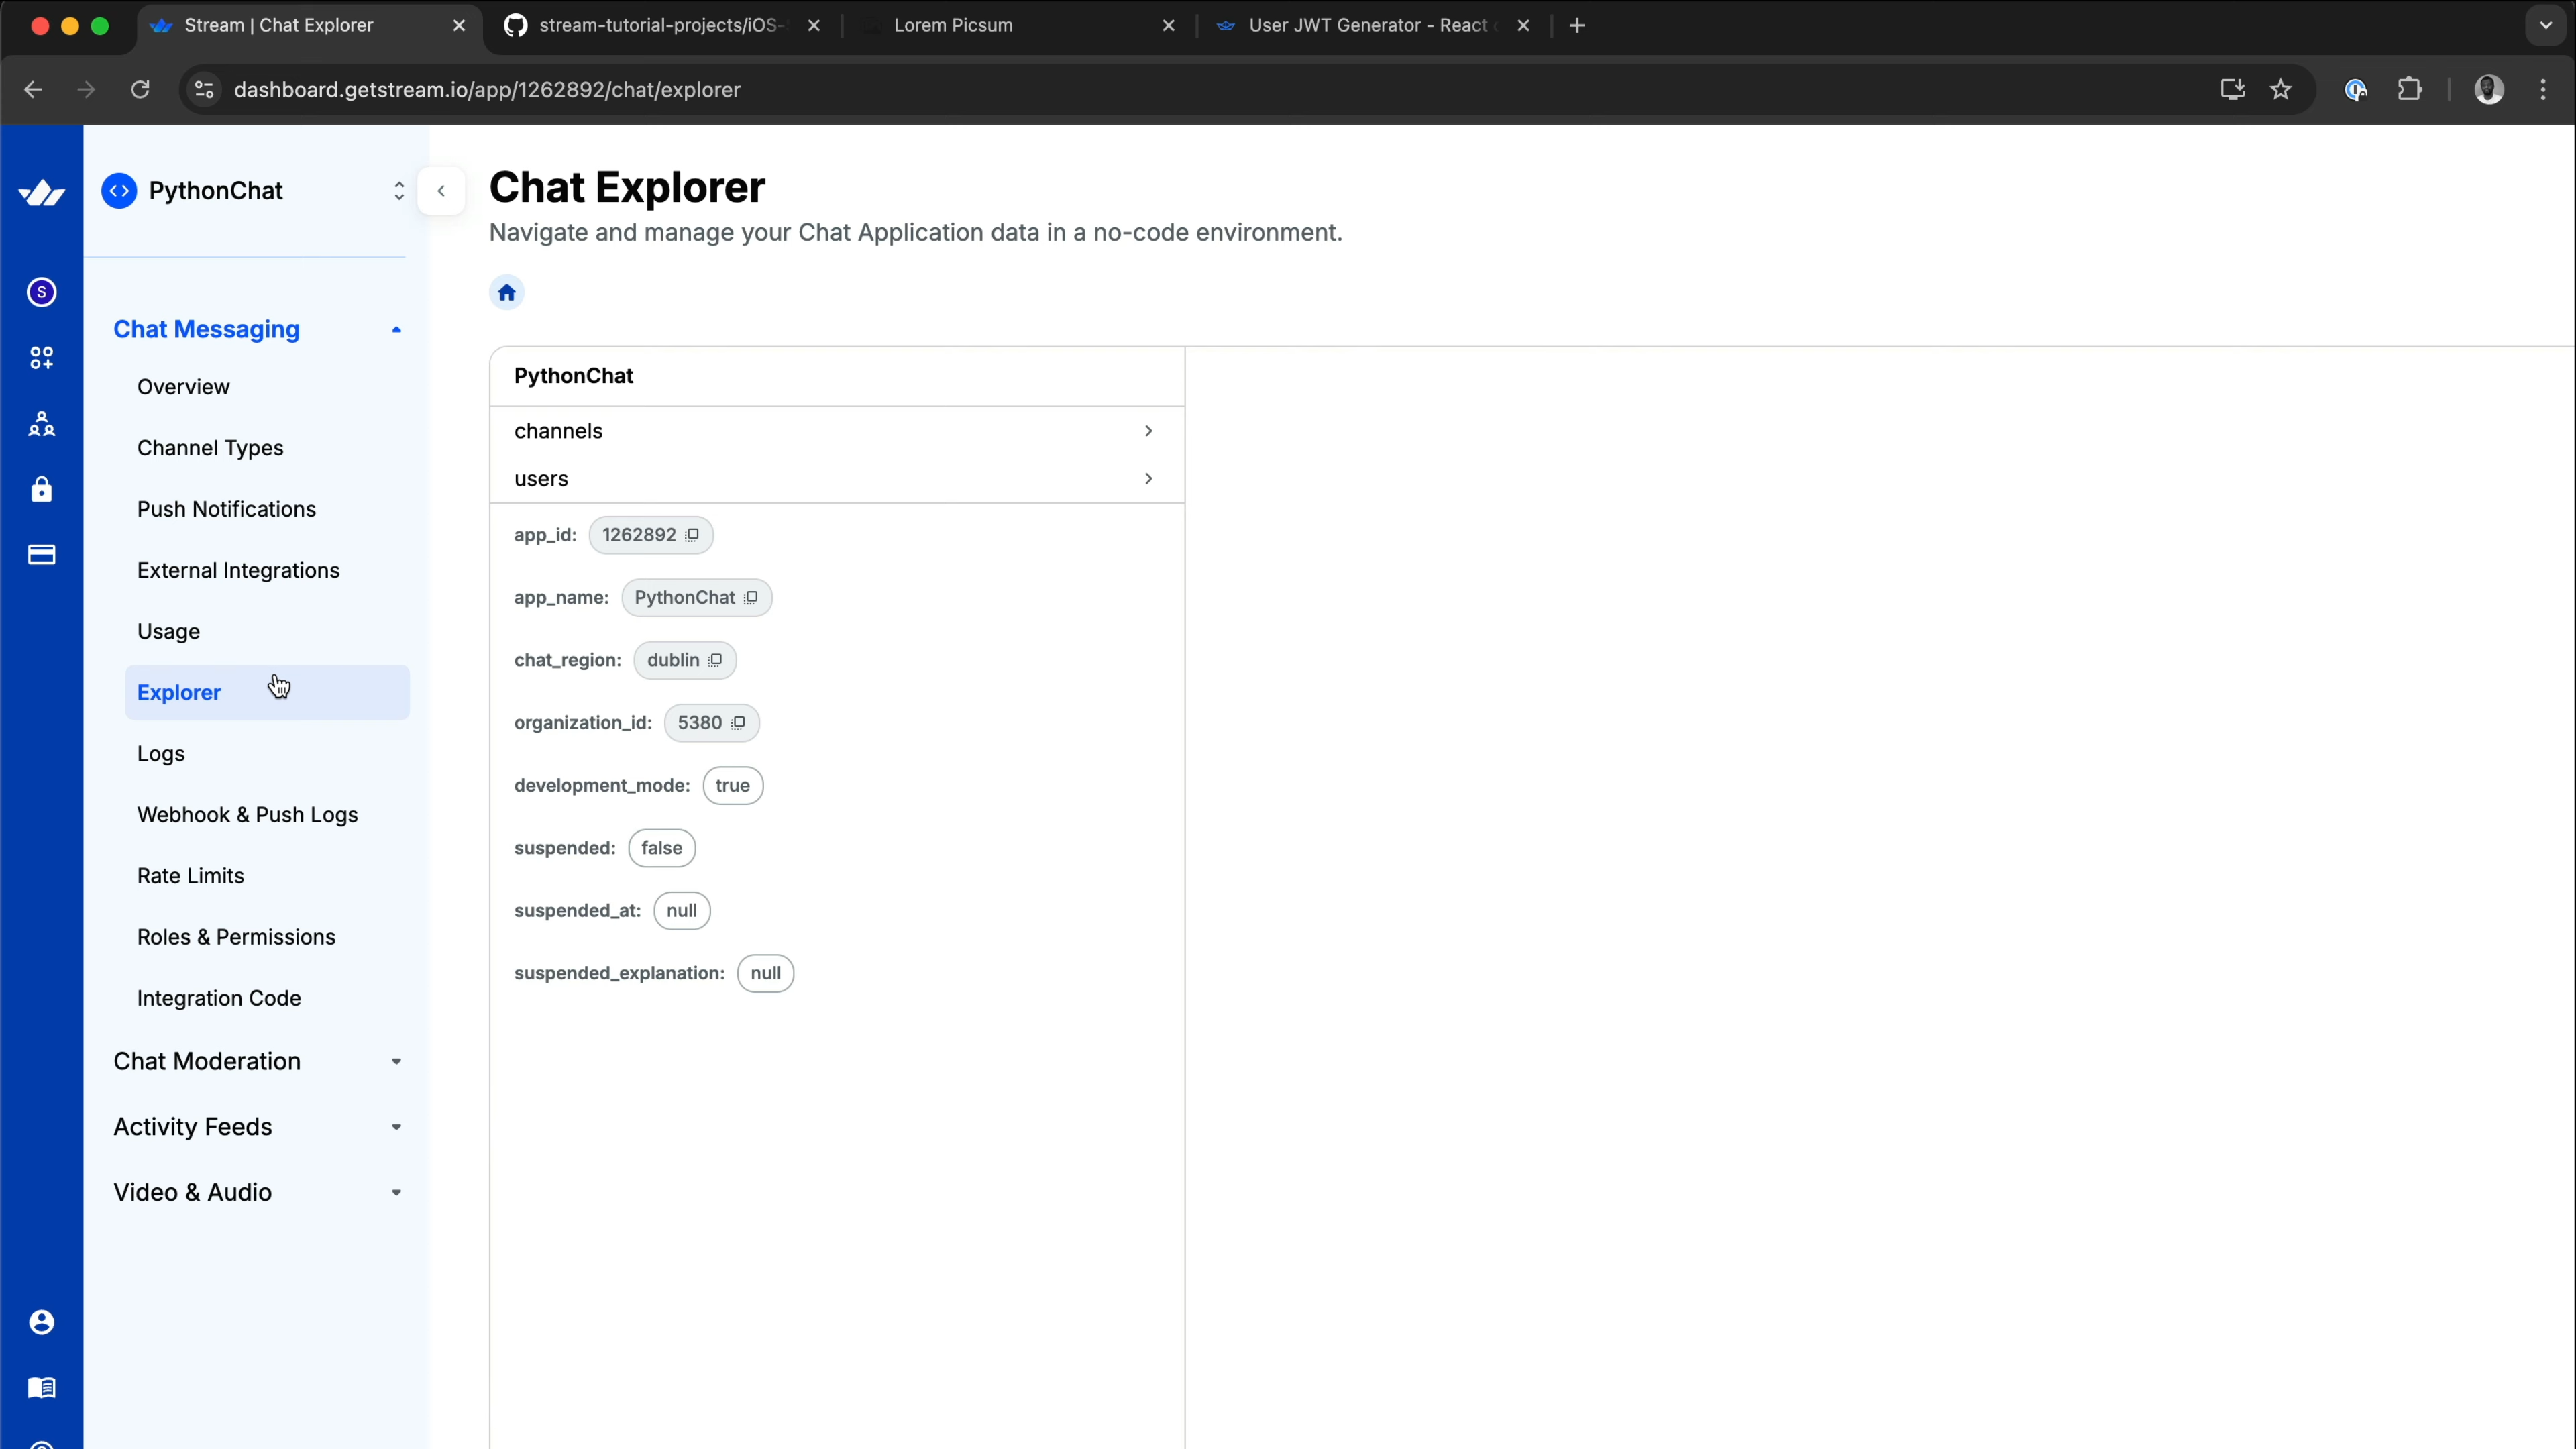 Stream | Chat Explorer
stream-tutorial-projects/iOS-
Lorem Picsum
User JWT Generator - React
dashboard.getstream.io/app/1262892/chat/explorer
PythonChat
S
Chat Messaging
Overview
Channel Types
Push Notifications
External Integrations
Usage
Explorer
Logs
Webhook & Push Logs
Rate Limits
Roles & Permissions
Integration Code
Chat Moderation
Activity Feeds
Video & Audio
Chat Explorer
Navigate and manage your Chat Application data in a no-code environment.
PythonChat
channels
users
app_id: 1262892
app_name: PythonChat
chat_region: dublin
organization_id: 5380
development_mode: true
suspended: false
suspended_at: null
suspended_explanation: null